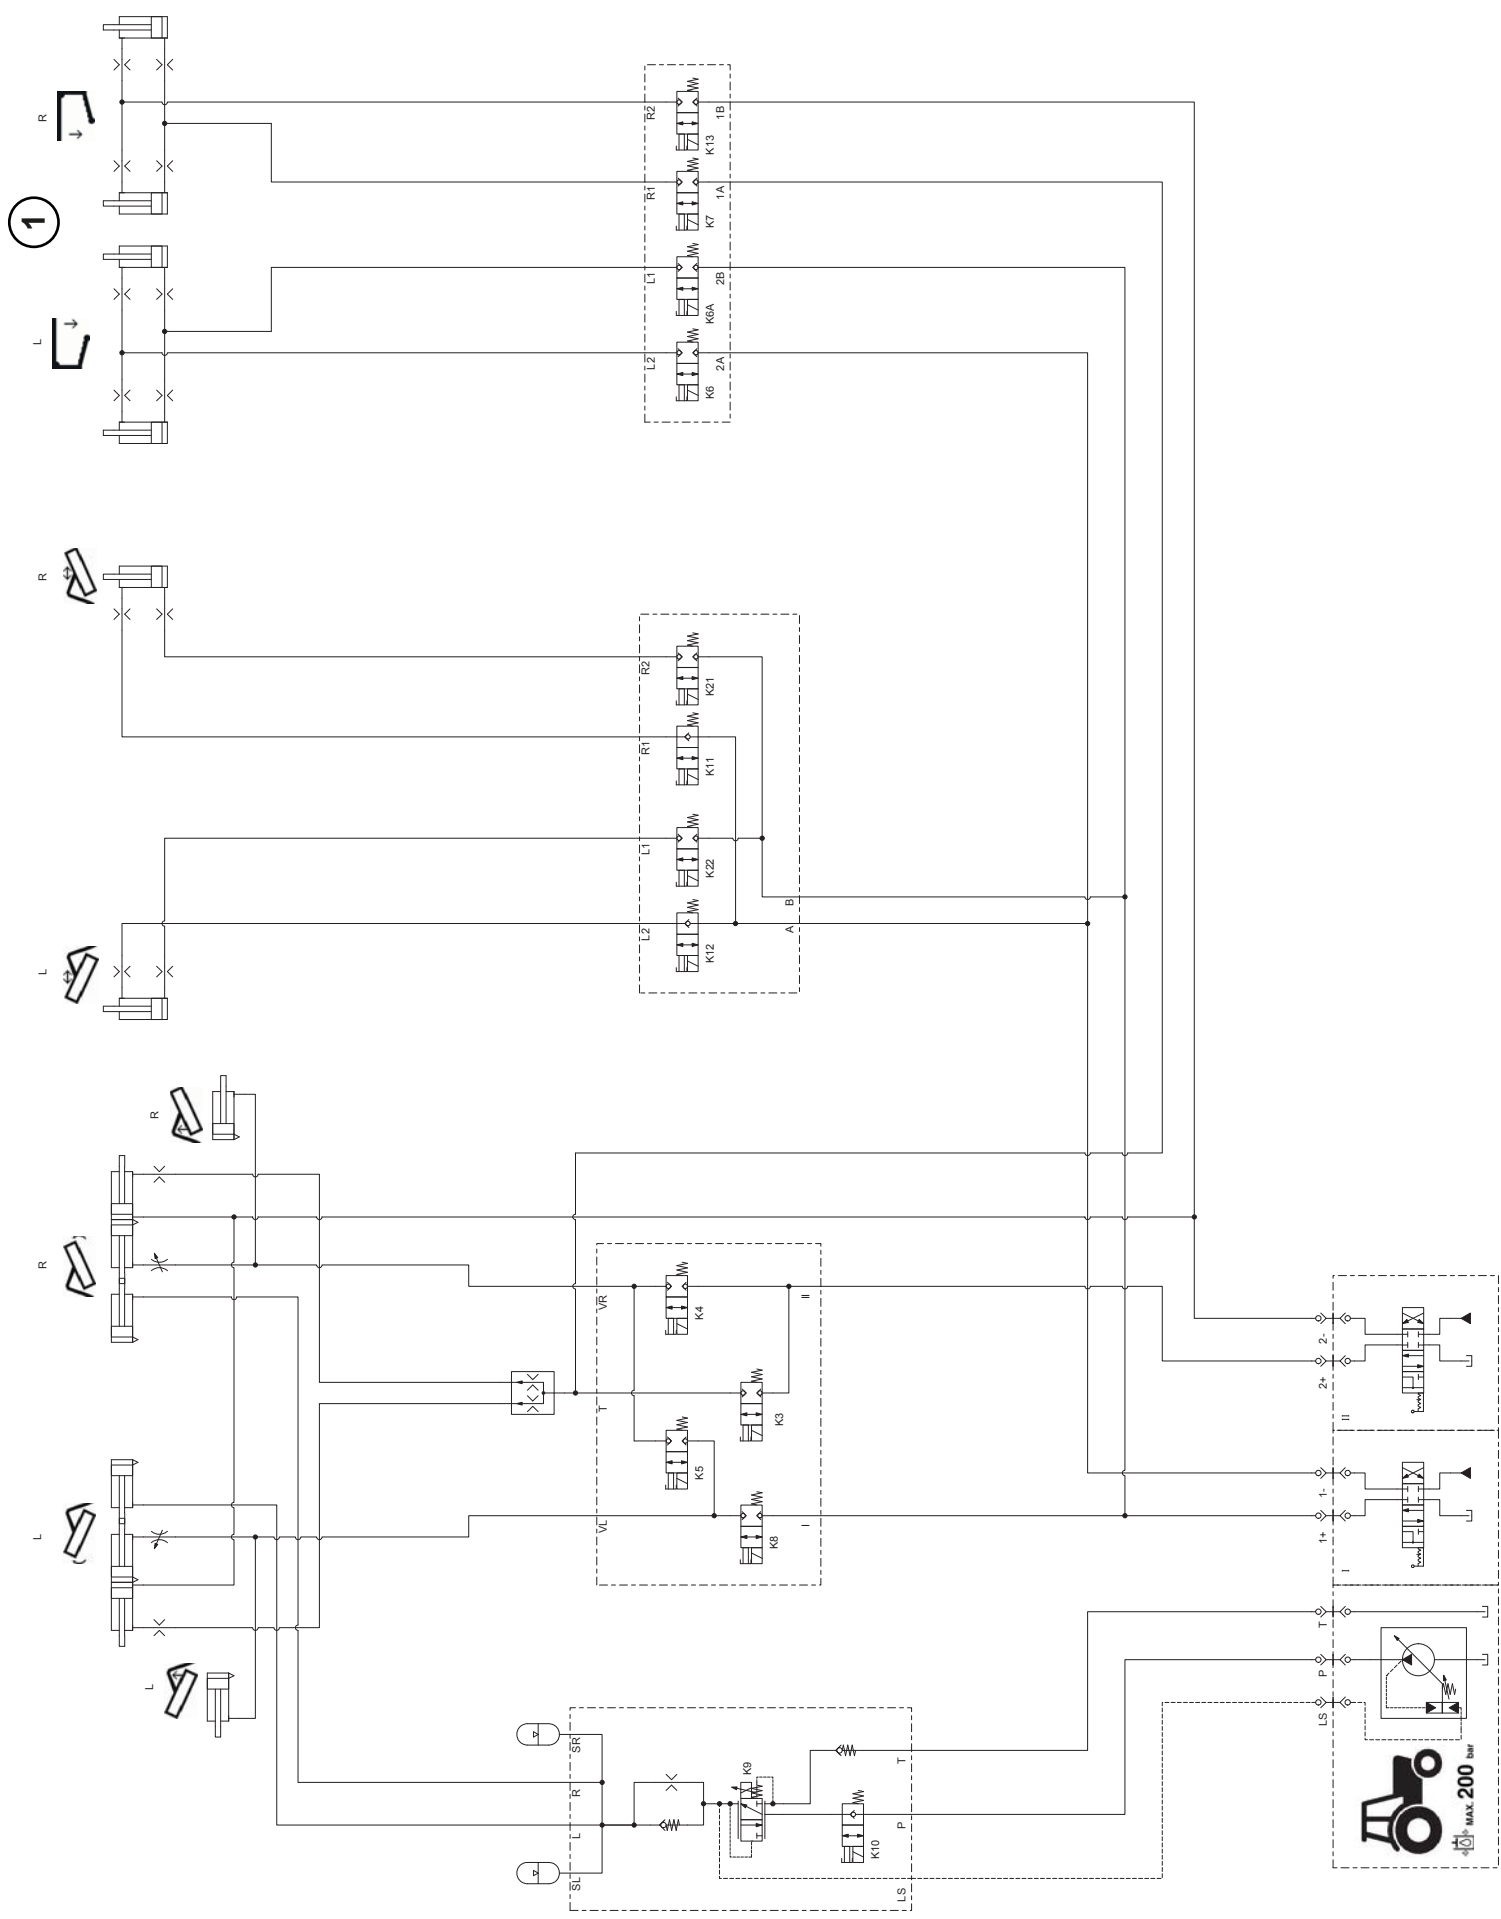 1
R
L
R2
1B
K13
R1
1A
K7
L1
2B
K6A
L2
2A
K6
R
R2
K21
R1
K11
L1
K22
L2
K12
B
A
L
R
R
VR
K4
II
T
K3
K5
VL
K8
I
L
L
2-
2+
II
1-
1+
I
T
P
LS
SR
R
L
SL
K9
K10
T
P
LS
MAX. 200 bar